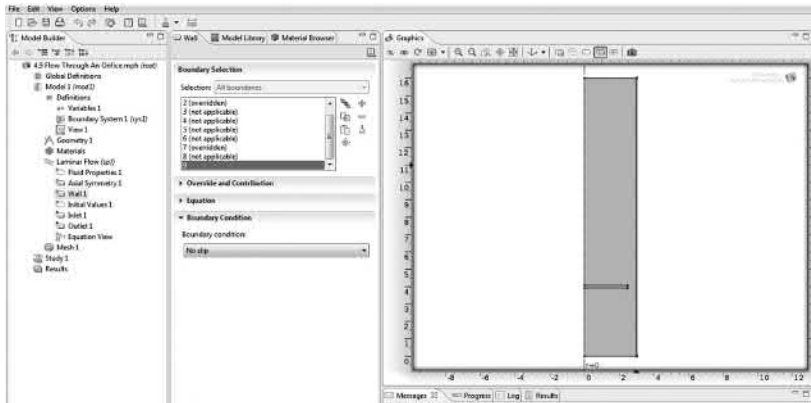 File Edit View Options Help
Model Builder
4.9 Flow Through An Orifice.mph (root)
Global Definitions
Model 1 (mod1)
Definitions
Variables 1
Boundary System 1 (sys1)
View 1
Geometry 1
Materials
Laminar Flow (spf)
Fluid Properties 1
Axial Symmetry 1
Wall 1
Initial Values 1
Inlet 1
Outlet 1
Equation View
Mesh 1
Study 1
Results
Wall Model Library Material Browser
Boundary Selection
Selection: All boundaries
2 (overridden)
3 (not applicable)
4 (not applicable)
5 (not applicable)
6 (not applicable)
7 (overridden)
8 (not applicable)
9
Override and Contribution
Equation
Boundary Condition
Boundary condition:
No slip
Graphics
16
15
14
13
12
11
10
9
8
7
6
5
4
3
2
1
0
r=0
-8 -6 -4 -2 0 2 4 6 8 10 12
Messages Progress Log Results